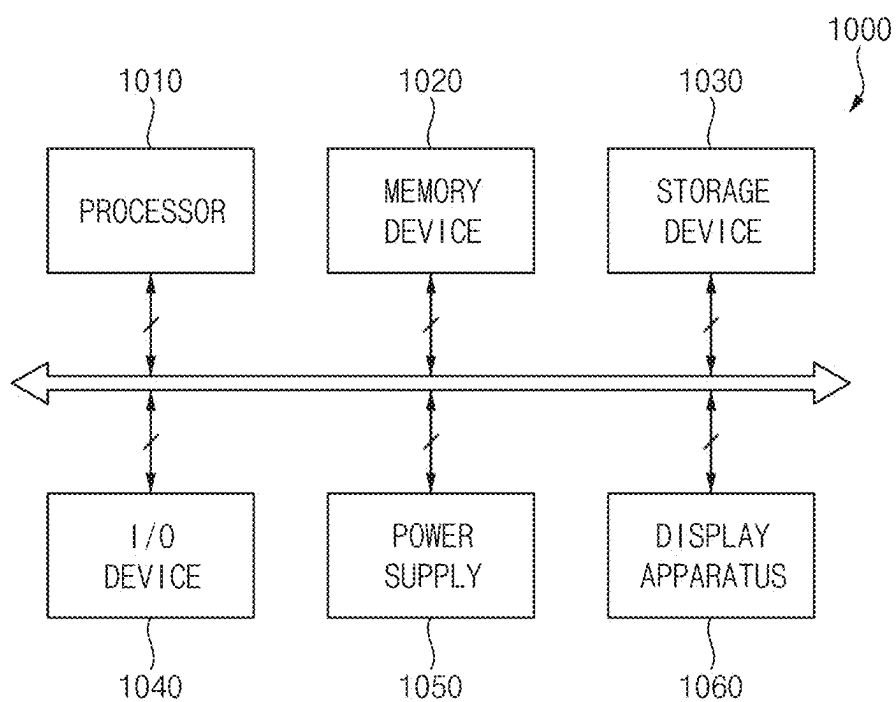 1000
1010
1020
1030
PROCESSOR
MEMORY
DEVICE
STORAGE
DEVICE
I/O
DEVICE
POWER
SUPPLY
DISPLAY
APPARATUS
1040
1050
1060